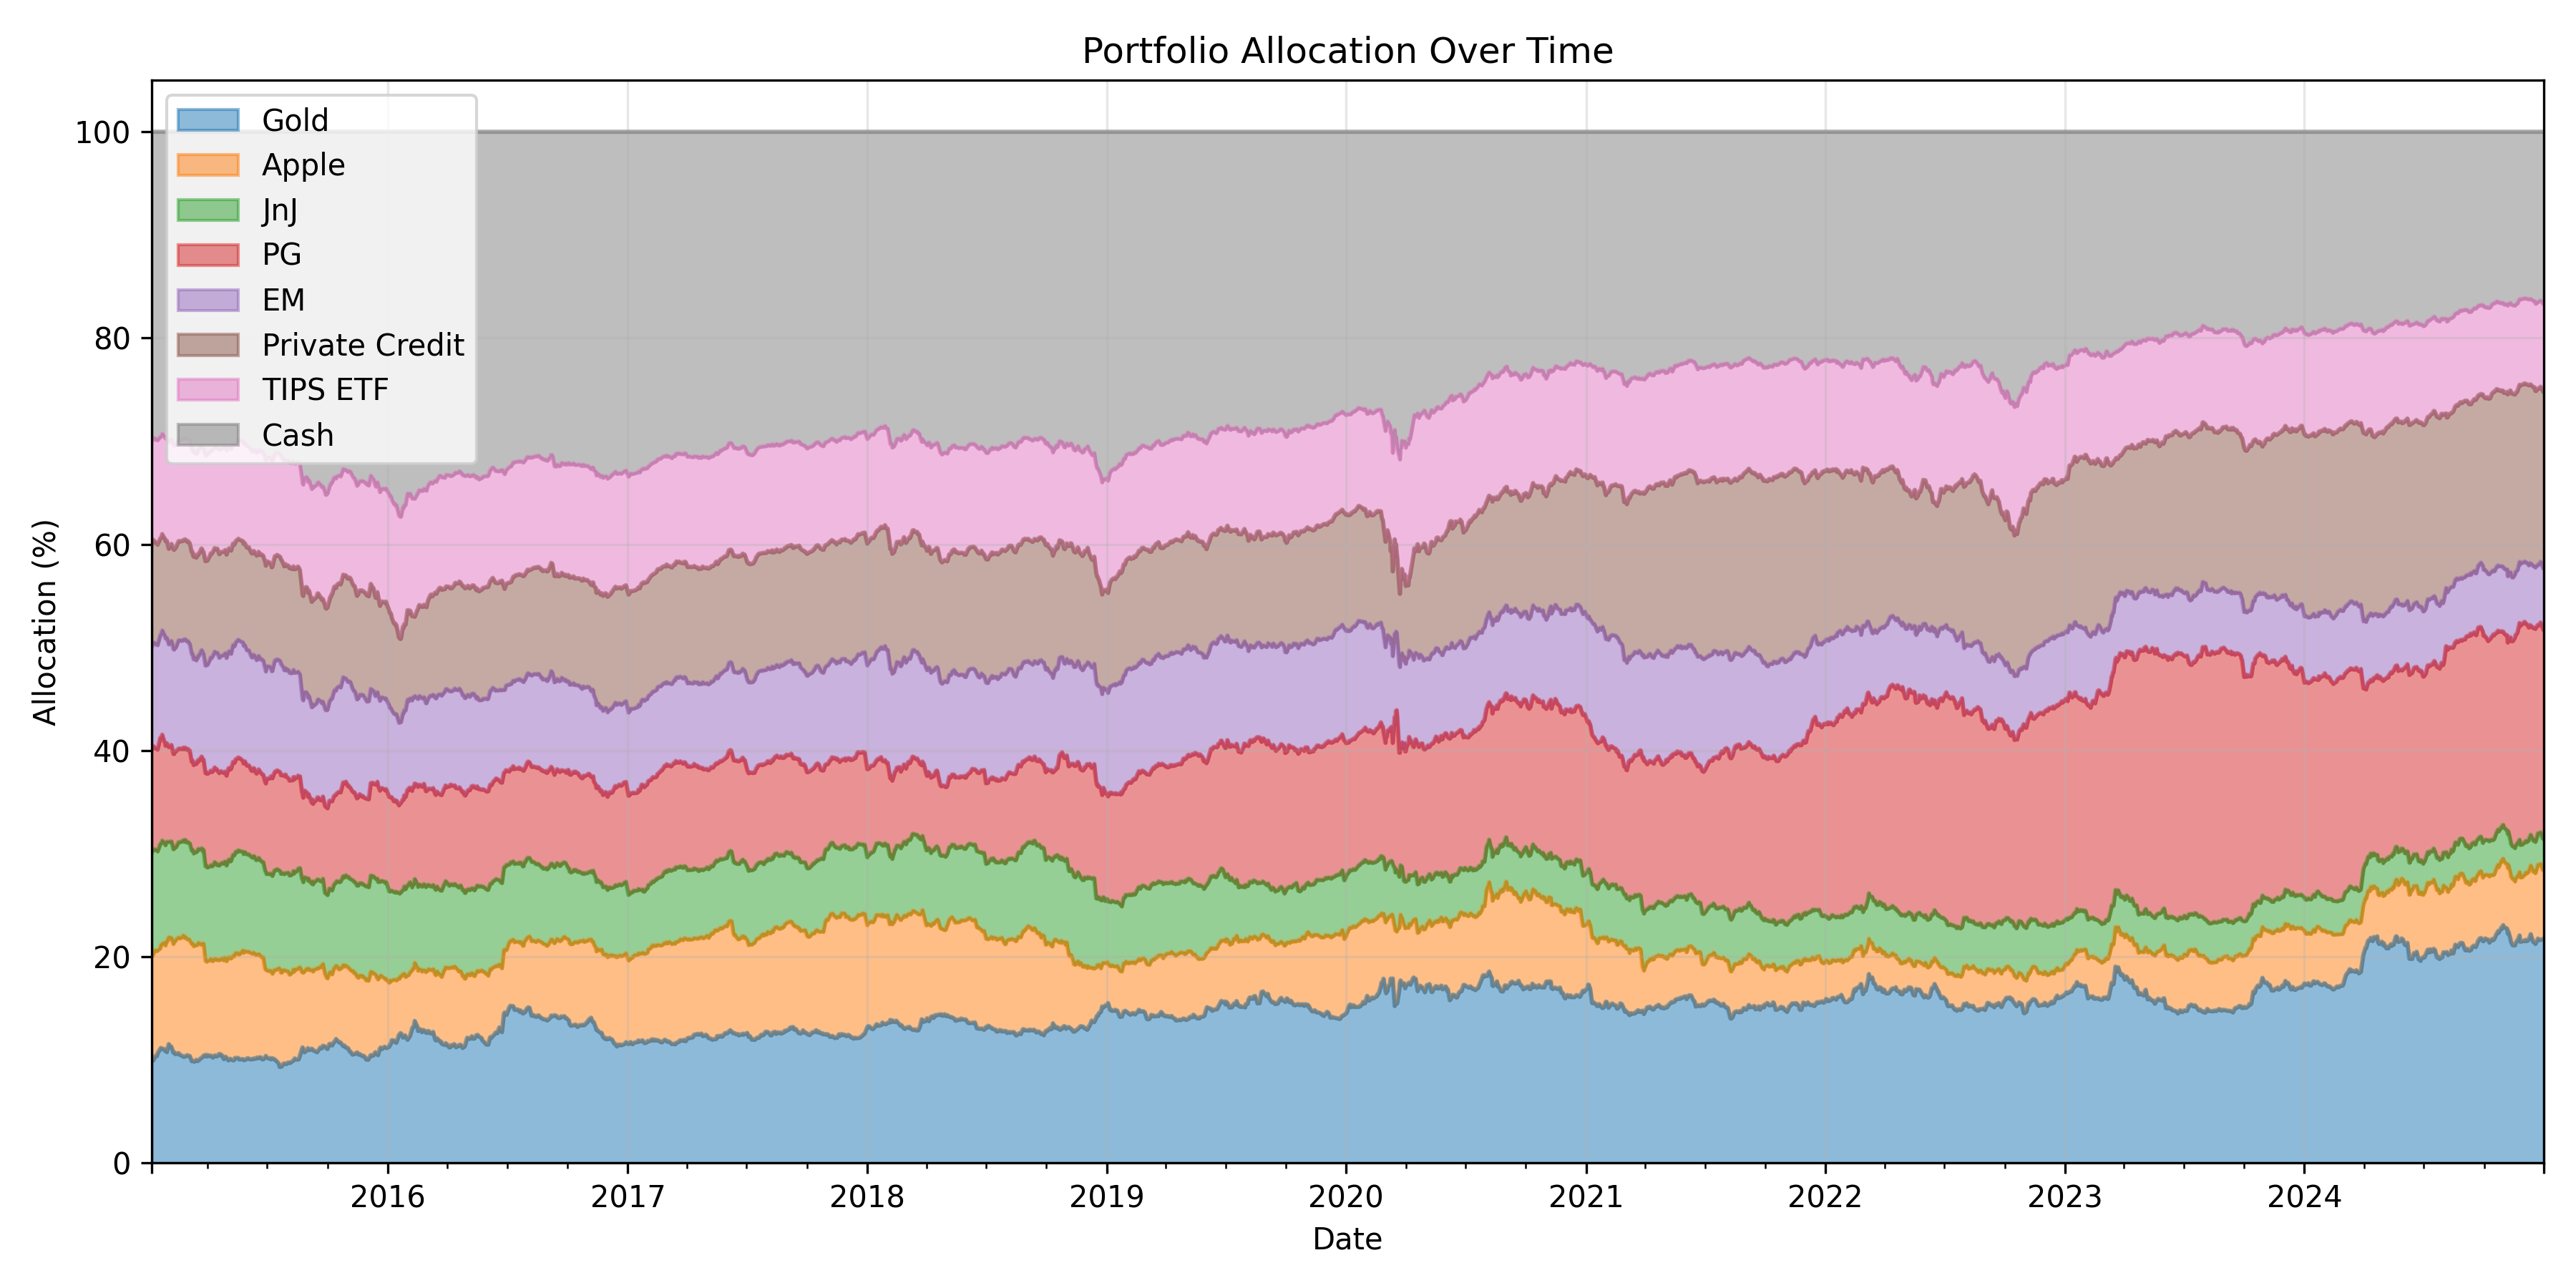 Portfolio Allocation Over Time
Gold
Apple
JnJ
PG
EM
Private Credit
TIPS ETF
Cash
100
80
60
40
20
0
Allocation (%)
2016 2017 2018 2019 2020 2021 2022 2023 2024
Date